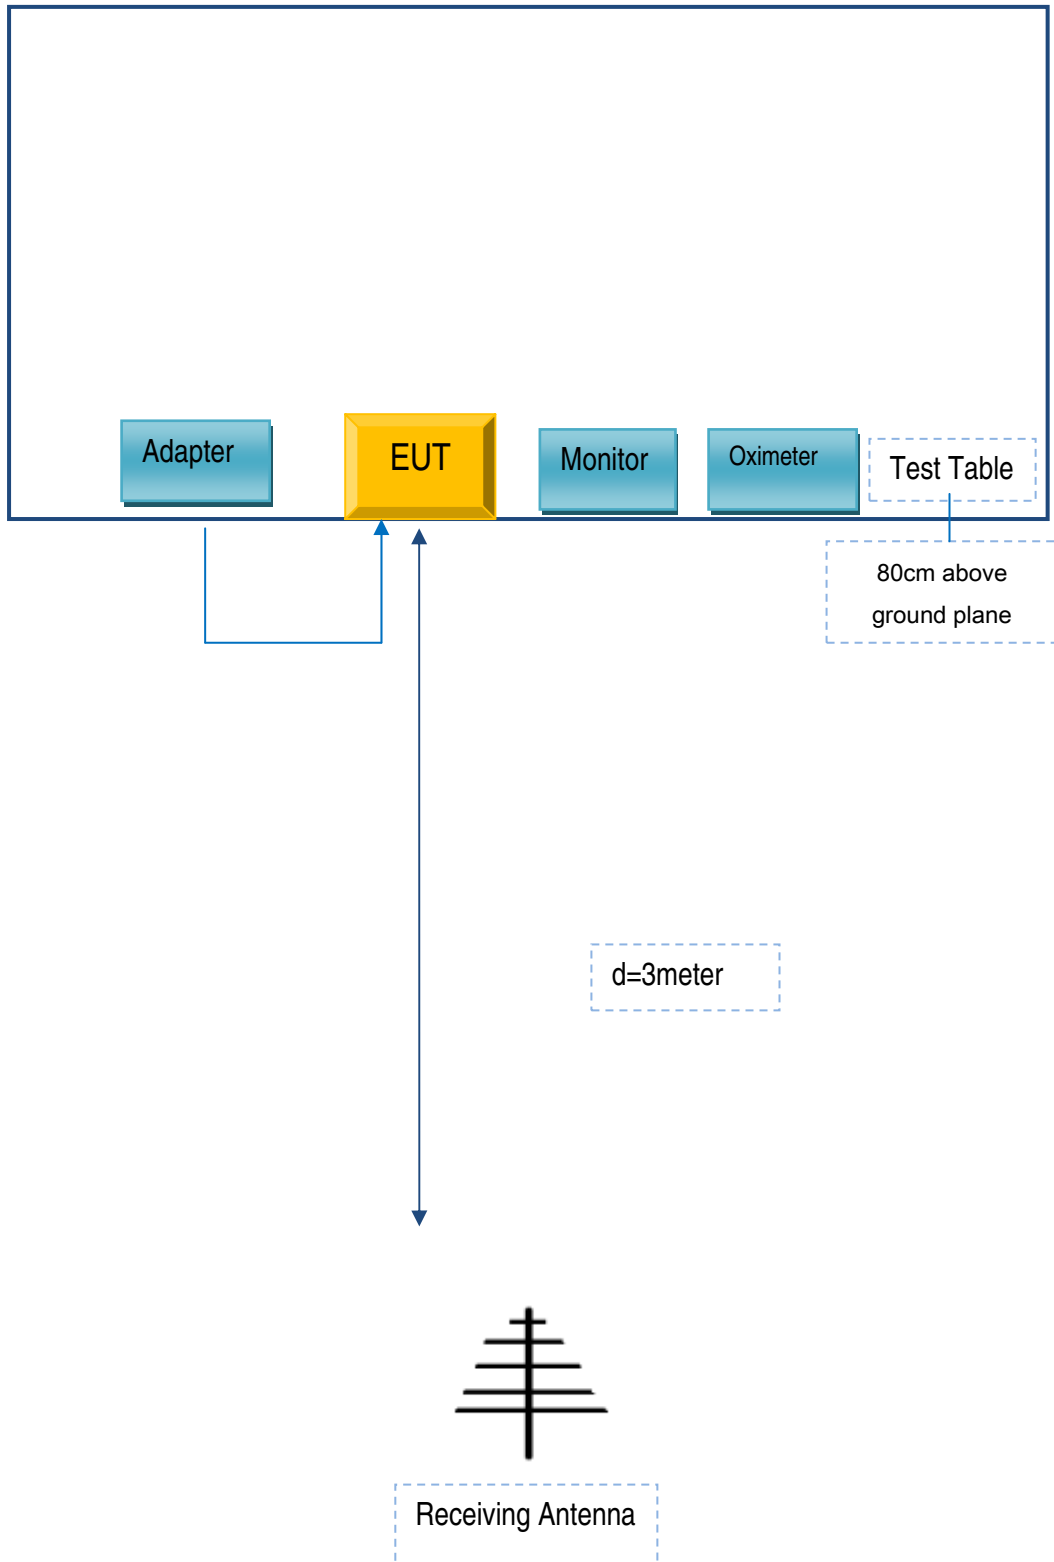 Adapter
EUT
Monitor
Oximeter
Test Table
80cm above
ground plane
d=3meter
Receiving Antenna